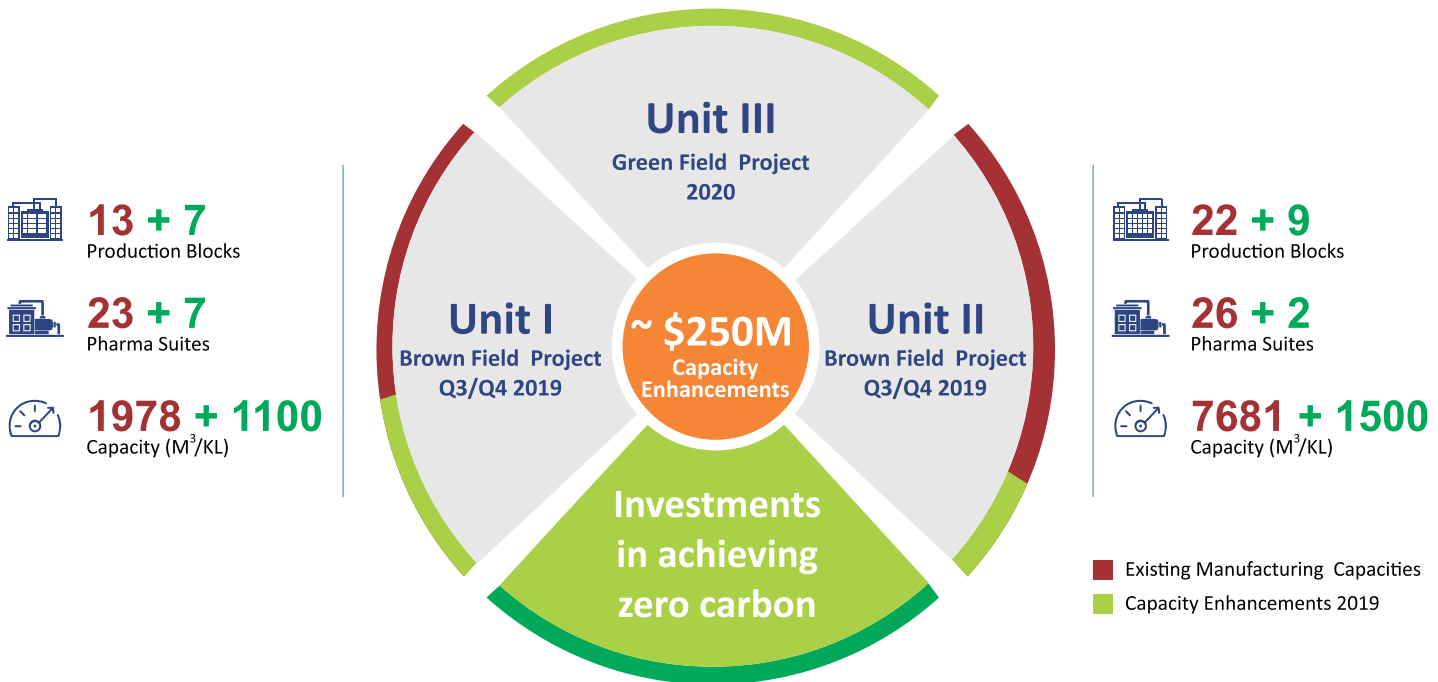 Unit III
Green Field Project
2020
13 + 7
Production Blocks
23 + 7
Pharma Suites
1978 + 1100
Capacity (M³/KL)
Unit I
Brown Field Project
Q3/Q4 2019
~ $250M
Capacity
Enhancements
Unit II
Brown Field Project
Q3/Q4 2019
22 + 9
Production Blocks
26 + 2
Pharma Suites
7681 + 1500
Capacity (M³/KL)
Investments
in achieving
zero carbon
Existing Manufacturing Capacities
Capacity Enhancements 2019